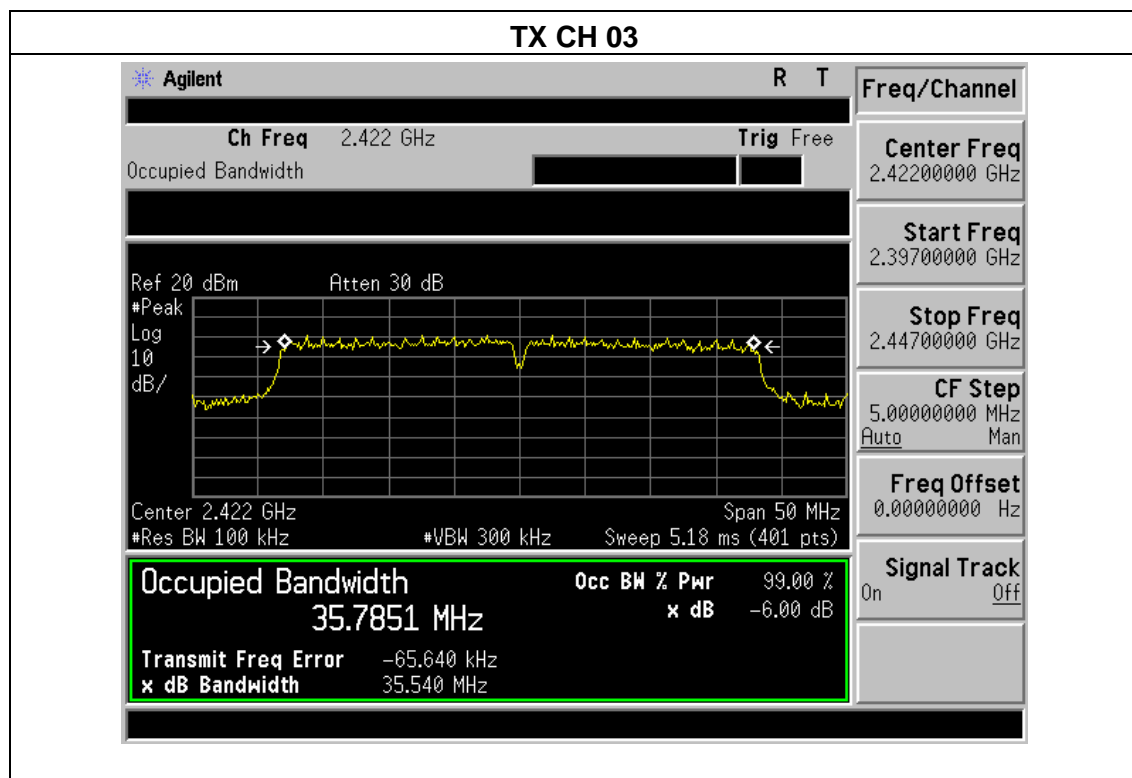 TX CH 03
Agilent R T
Ch Freq 2.422 GHz Trig Free
Occupied Bandwidth
Ref 20 dBm Atten 30 dB
#Peak
Log
10
dB/
Center 2.422 GHz Span 50 MHz
#Res BW 100 kHz #VBW 300 kHz Sweep 5.18 ms (401 pts)
Occupied Bandwidth Occ BW % Pwr 99.00 %
35.7851 MHz x dB -6.00 dB
Transmit Freq Error -65.640 kHz
x dB Bandwidth 35.540 MHz
Freq/Channel
Center Freq
2.42200000 GHz
Start Freq
2.39700000 GHz
Stop Freq
2.44700000 GHz
CF Step
5.00000000 MHz
Auto Man
Freq Offset
0.00000000 Hz
Signal Track
On Off